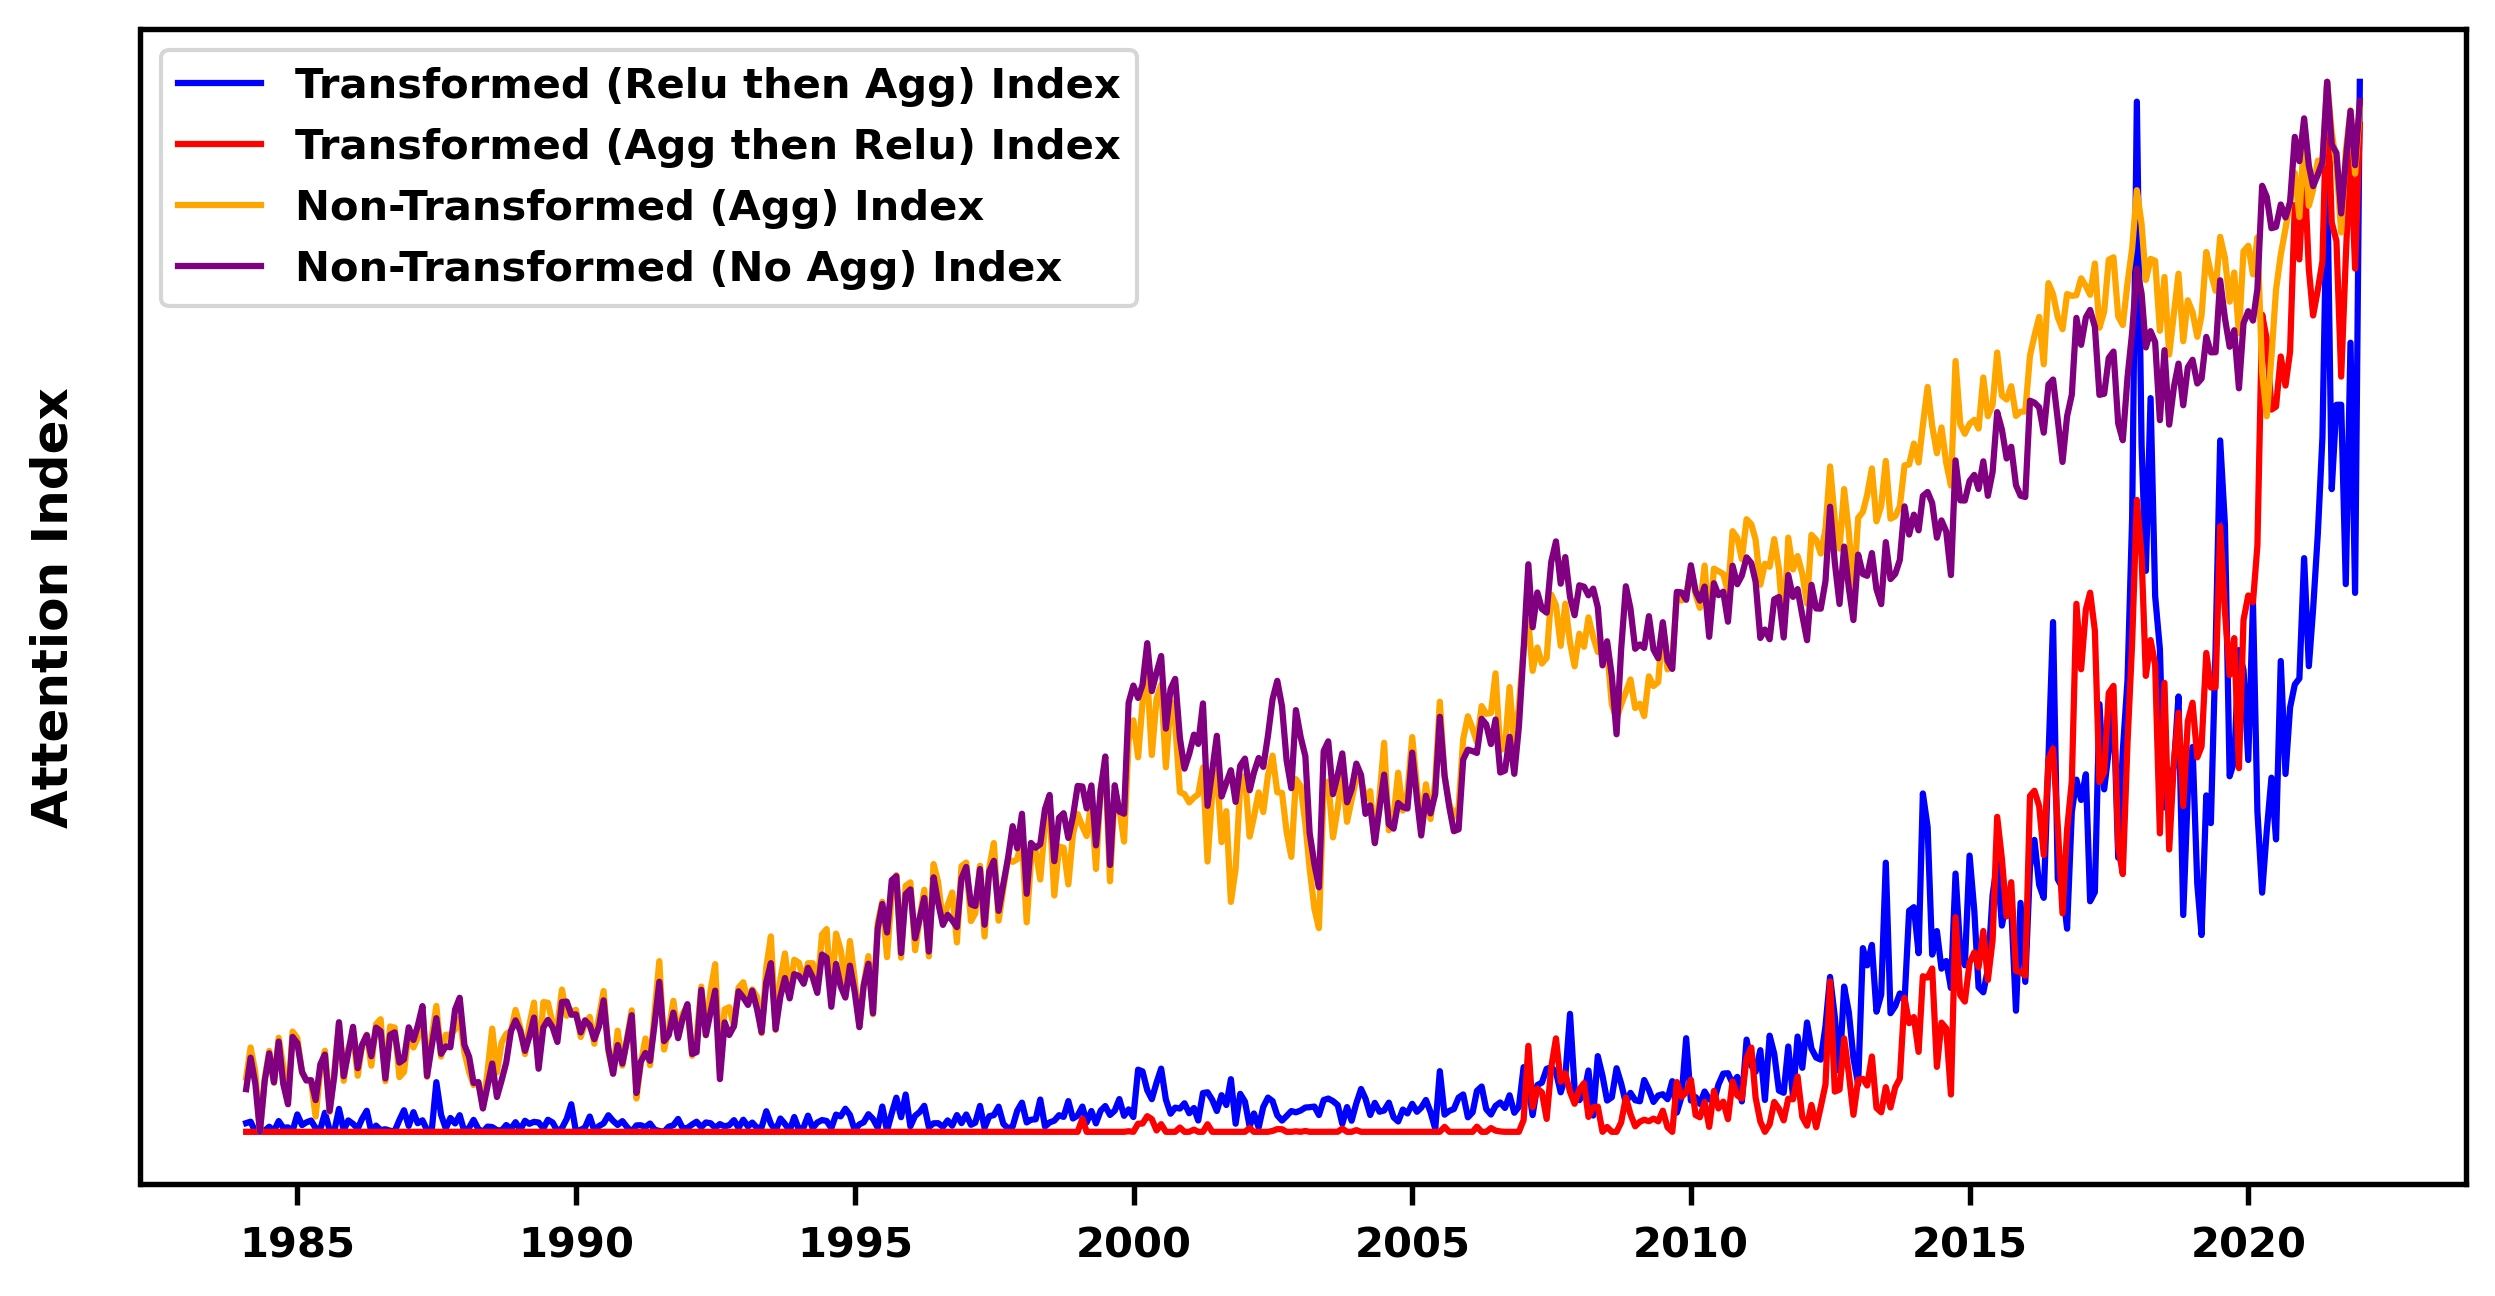 Transformed (Relu then Agg) Index
Transformed (Agg then Relu) Index
Non-Transformed (Agg) Index
Non-Transformed (No Agg) Index
Attention Index
1985 1990 1995 2000 2005 2010 2015 2020